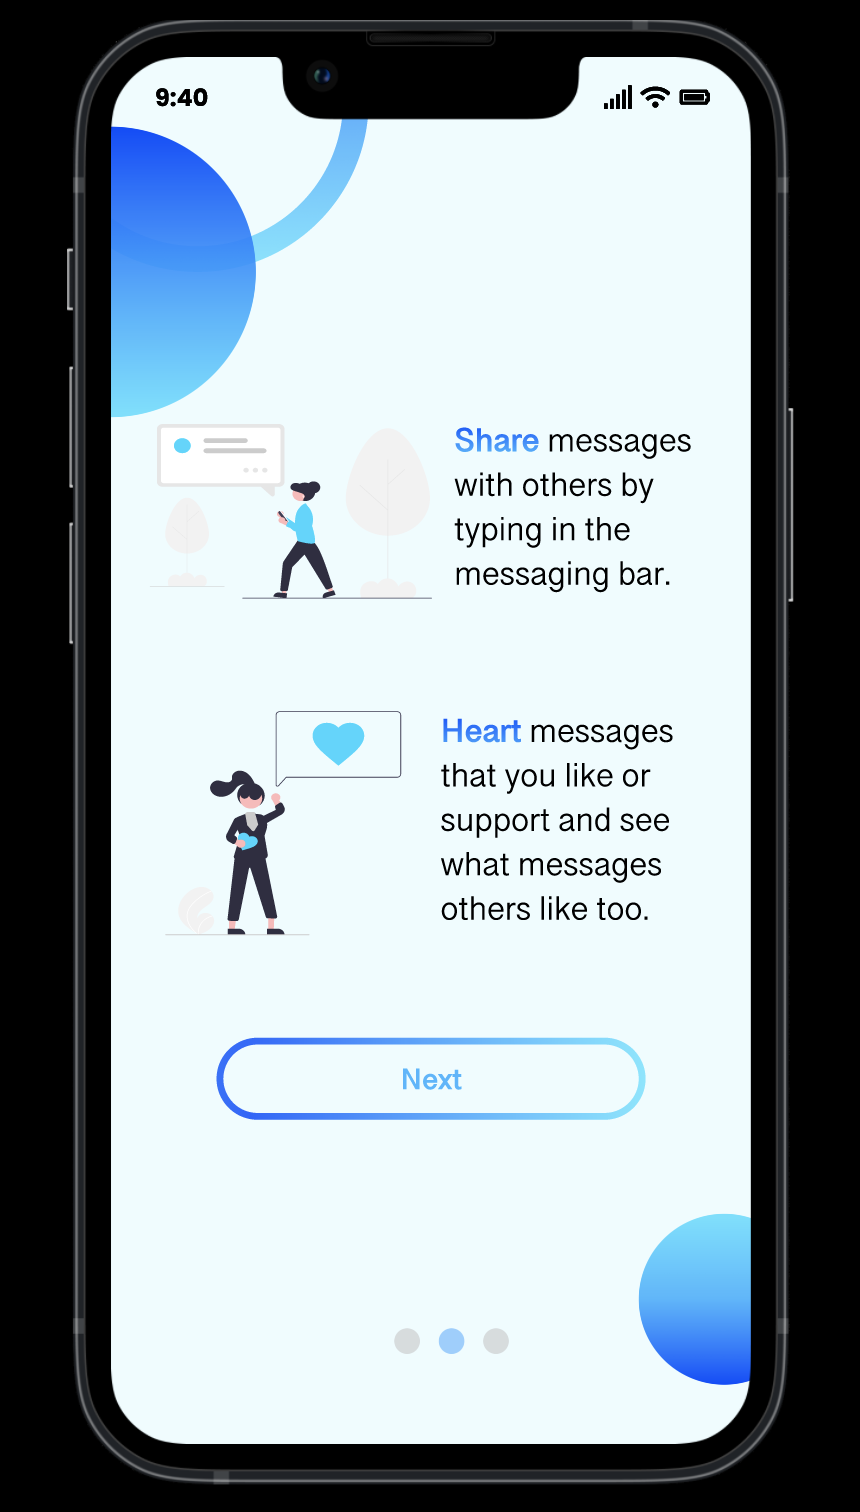 9:40
Share messages
with others by
typing in the
messaging bar.
Heart messages
that you like or
support and see
what messages
others like too.
Next